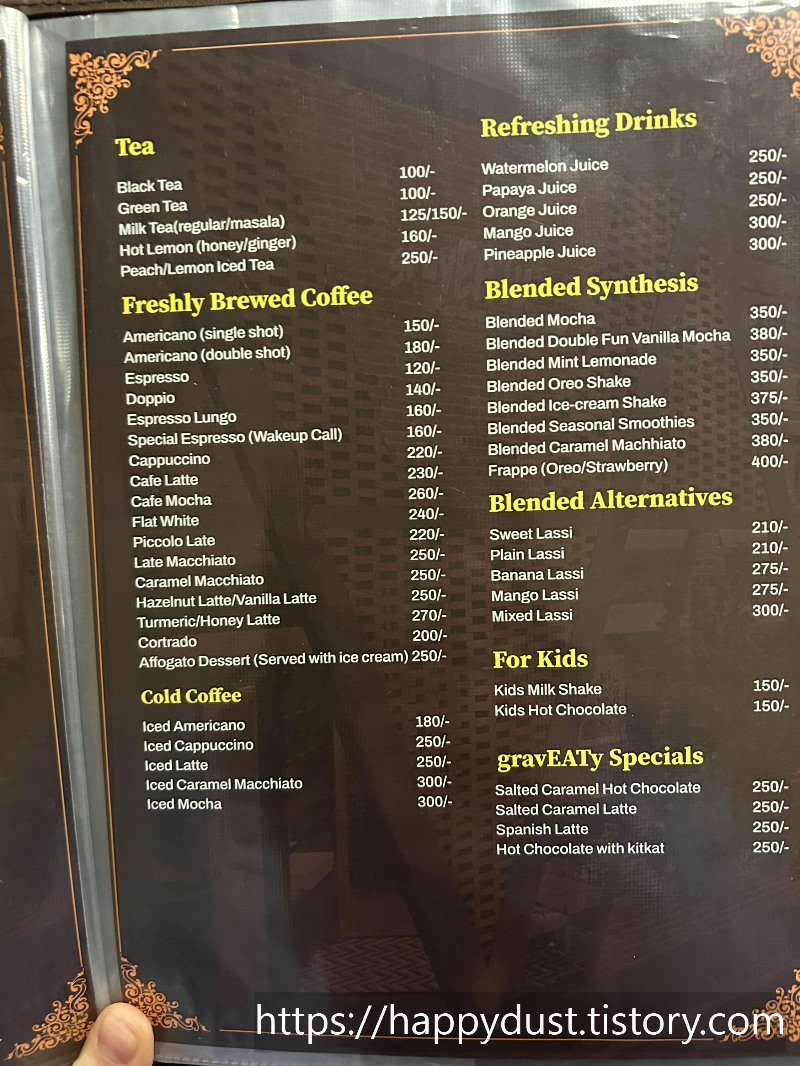 Tea
Black Tea 100/-
Green Tea 100/-
Milk Tea(regular/masala) 125/150/-
Hot Lemon (honey/ginger) 160/-
Peach/Lemon Iced Tea 250/-
Freshly Brewed Coffee
Americano (single shot) 150/-
Americano (double shot) 180/-
Espresso 120/-
Doppio 140/-
Espresso Lungo 160/-
Special Espresso (Wakeup Call) 160/-
Cappuccino 220/-
Cafe Latte 230/-
Cafe Mocha 260/-
Flat White 240/-
Piccolo Late 220/-
Late Macchiato 250/-
Caramel Macchiato 250/-
Hazelnut Latte/Vanilla Latte 250/-
Turmeric/Honey Latte 270/-
Cortrado 200/-
Affogato Dessert (Served with ice cream) 250/-
Cold Coffee
Iced Americano 180/-
Iced Cappuccino 250/-
Iced Latte 250/-
Iced Caramel Macchiato 300/-
Iced Mocha 300/-
Refreshing Drinks
Watermelon Juice 250/-
Papaya Juice 250/-
Orange Juice 250/-
Mango Juice 300/-
Pineapple Juice 300/-
Blended Synthesis
Blended Mocha 350/-
Blended Double Fun Vanilla Mocha 380/-
Blended Mint Lemonade 350/-
Blended Oreo Shake 350/-
Blended Ice-cream Shake 375/-
Blended Seasonal Smoothies 350/-
Blended Caramel Machhiato 380/-
Frappe (Oreo/Strawberry) 400/-
Blended Alternatives
Sweet Lassi 210/-
Plain Lassi 210/-
Banana Lassi 275/-
Mango Lassi 275/-
Mixed Lassi 300/-
For Kids
Kids Milk Shake 150/-
Kids Hot Chocolate 150/-
gravEATy Specials
Salted Caramel Hot Chocolate 250/-
Salted Caramel Latte 250/-
Spanish Latte 250/-
Hot Chocolate with kitkat 250/-
https://happydust.tistory.com